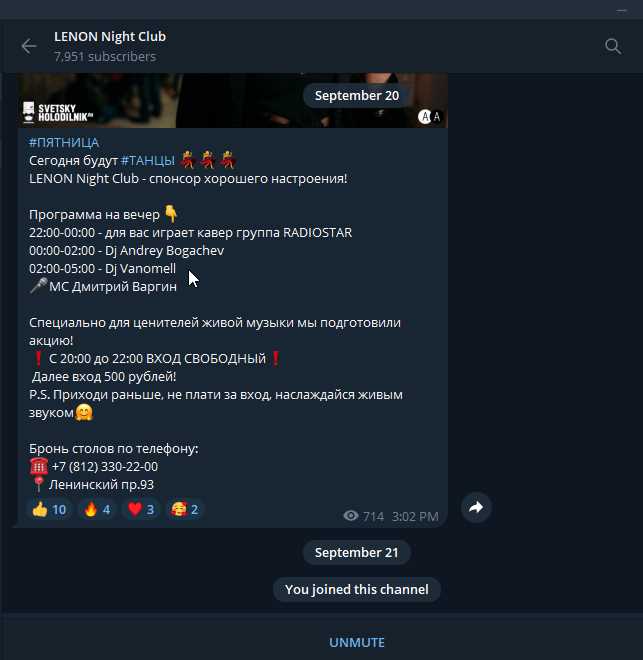 LENON Night Club
7,951 subscribers
September 20
SVETSKY
HOLODILNIK.RU
A A
#ПЯТНИЦА
Сегодня будут #ТАНЦЫ 💃💃💃
LENON Night Club - спонсор хорошего настроения!
Программа на вечер 👇
22:00-00:00 - для вас играет кавер группа RADIOSTAR
00:00-02:00 - Dj Andrey Bogachev
02:00-05:00 - Dj Vanomell
🎤МС Дмитрий Варгин
Специально для ценителей живой музыки мы подготовили
акцию!
❗С 20:00 до 22:00 ВХОД СВОБОДНЫЙ❗
Далее вход 500 рублей!
P.S. Приходи раньше, не плати за вход, наслаждайся живым
звуком🤗
Бронь столов по телефону:
☎️+7 (812) 330-22-00
📍Ленинский пр.93
👍 10 🔥 4 ❤️ 3 🥰 2
714 3:02 PM
September 21
You joined this channel
UNMUTE